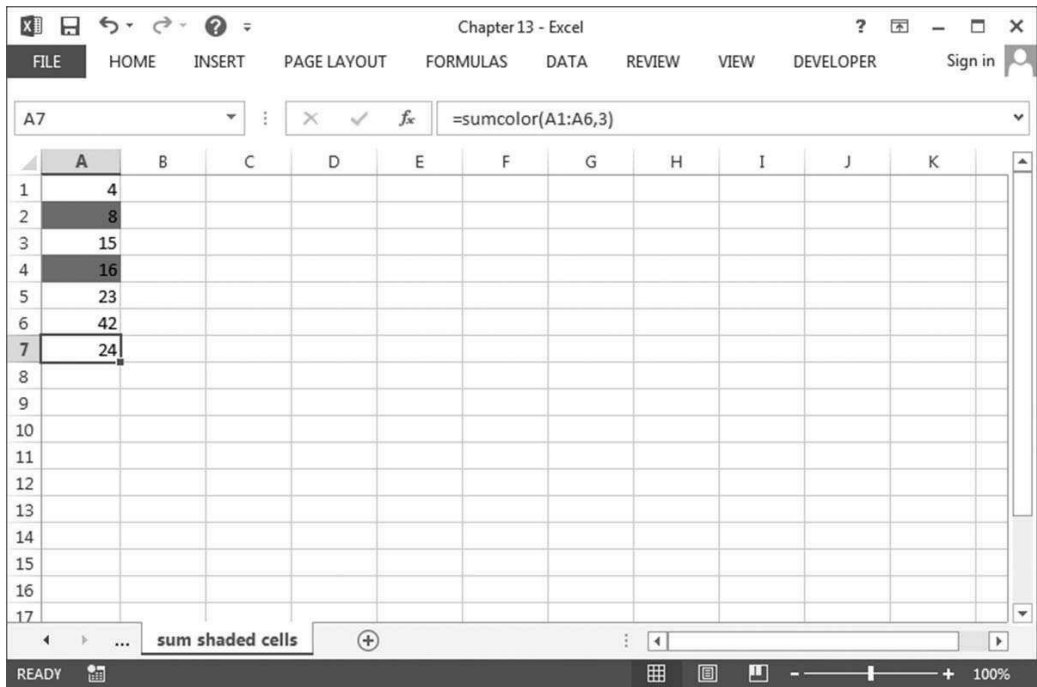 Chapter 13 - Excel
FILE HOME INSERT PAGE LAYOUT FORMULAS DATA REVIEW VIEW DEVELOPER Sign in
A7 fx =sumcolor(A1:A6,3)
A B C D E F G H I J K
1 4
2 8
3 15
4 16
5 23
6 42
7 24
8
9
10
11
12
13
14
15
16
17
... sum shaded cells
READY 100%